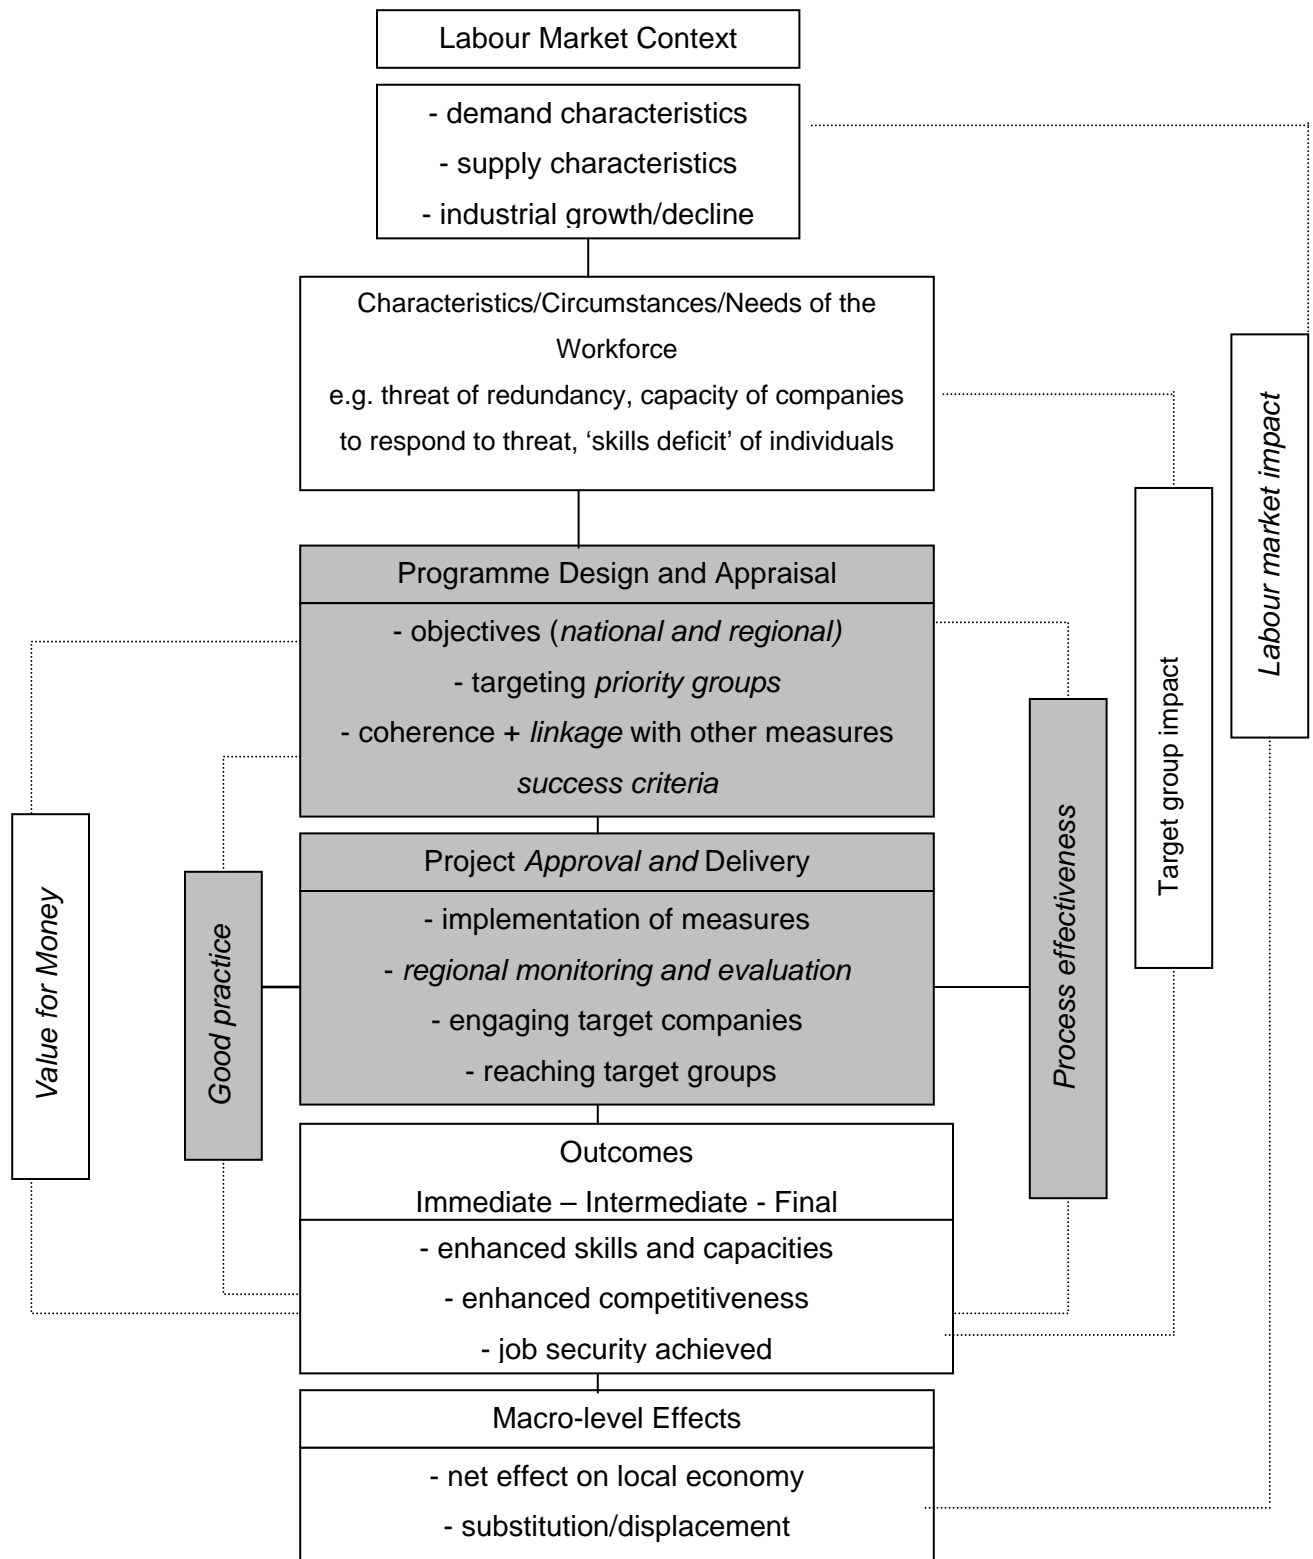 Labour Market Context
- demand characteristics
- supply characteristics
- industrial growth/decline
Characteristics/Circumstances/Needs of the
Workforce
e.g. threat of redundancy, capacity of companies
to respond to threat, ‘skills deficit’ of individuals
Labour market impact
Target group impact
Programme Design and Appraisal
- objectives (national and regional)
- targeting priority groups
- coherence + linkage with other measures
success criteria
Process effectiveness
Value for Money
Good practice
Project Approval and Delivery
- implementation of measures
- regional monitoring and evaluation
- engaging target companies
- reaching target groups
Outcomes
Immediate – Intermediate - Final
- enhanced skills and capacities
- enhanced competitiveness
- job security achieved
Macro-level Effects
- net effect on local economy
- substitution/displacement